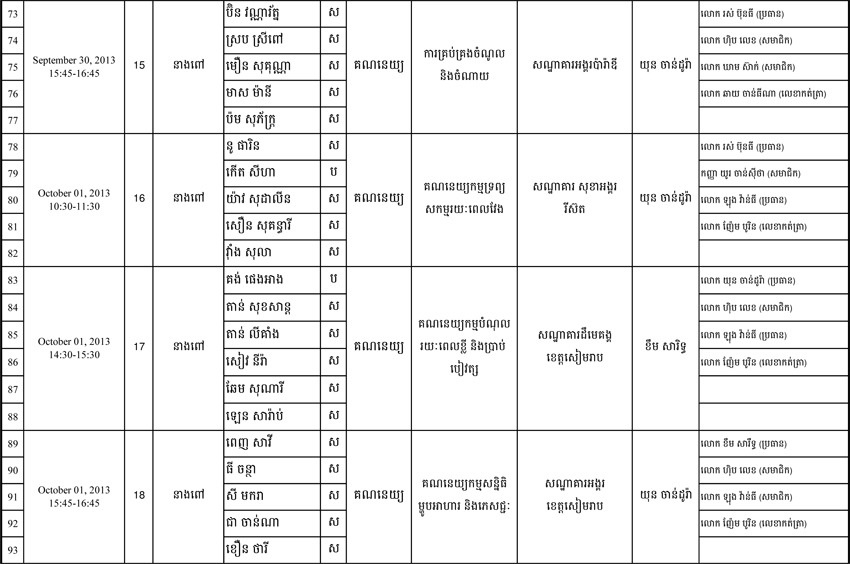 73 ប៊ិន វណ្ណារ័ត្ន ស លោក រស់ ប៊ុនធី (ប្រធាន)
74 ស្រប ស្រីពៅ ស លោក ហ៊ិប លេខ (សមាជិក)
September 30, 2013
15:45-16:45
15 នាងពៅ
75 មឿន សុគុណ្ណា ស លោក ឃាម ស៊ាក់ (សមាជិក)
គណនេយ្យ
ការគ្រប់គ្រងចំណូល
និងចំណាយ
សណ្ឋាគារអង្គរប៉ារ៉ាឌី
យុន ចាន់ដូរ៉ា
76 មាស ម៉ានី ស លោក ឆាយ ចាន់ធីណា (លេខាកត់ត្រា)
77 ប៉ម សុភ័ក្ត្រ ស
78 នូ ផារិន ស លោក រស់ ប៊ុនធី (ប្រធាន)
79 កើត សីហា ប កញ្ញា យូរ ចាន់ស៊ីថា (សមាជិក)
October 01, 2013
10:30-11:30
16 នាងពៅ
80 យ៉ាវ សុដាលីន ស លោក ឡុង វ៉ាន់ធី (ប្រធាន)
គណនេយ្យ
គណនេយ្យកម្មទ្រព្យ
សកម្មរយៈពេលវែង
សណ្ឋាគារ សុខាអង្គរ
រីស៊ត
យុន ចាន់ដូរ៉ា
81 សឿន សុគន្ធារី ស លោក ញ៉ែម បូរិន (លេខាកត់ត្រា)
82 វ៉ាំង សុលា ស
83 គង់ ផេងអាង ប លោក យុន ចាន់ដូរ៉ា (ប្រធាន)
84 តាន់ សុខសាន្ត ស លោក ហ៊ិប លេខ (សមាជិក)
October 01, 2013
14:30-15:30
17 នាងពៅ
85 តាន់ លីគាំង ស លោក ឡុង វ៉ាន់ធី (ប្រធាន)
គណនេយ្យ
គណនេយ្យកម្មបំណុល
រយៈពេលខ្លី និងប្រាប់
បៀវត្ស
សណ្ឋាគារដឹមេគង្គ
ខេត្តសៀមរាប
ខឹម សារិទ្ធ
86 សៀវ នីរ៉ា ស លោក ញ៉ែម បូរិន (លេខាកត់ត្រា)
87 ឆែម សុណារី ស
88 ឡេន សារ៉ាប់ ស
89 ពេញ សាវី ស លោក ខឹម សារិទ្ធ (ប្រធាន)
90 ធី ចន្ថា ស លោក ហ៊ិប លេខ (សមាជិក)
October 01, 2013
15:45-16:45
18 នាងពៅ
91 ស៊ី មករា ស លោក ឡុង វ៉ាន់ធី (សមាជិក)
គណនេយ្យ
គណនេយ្យកម្មសន្និធិ
ម្ហូបអាហារ និងភេសជ្ជៈ
សណ្ឋាគារអង្គរ
ខេត្តសៀមរាប
យុន ចាន់ដូរ៉ា
92 ជា ចាន់ណា ស លោក ញ៉ែម បូរិន (លេខាកត់ត្រា)
93 ខឿន ថារី ស